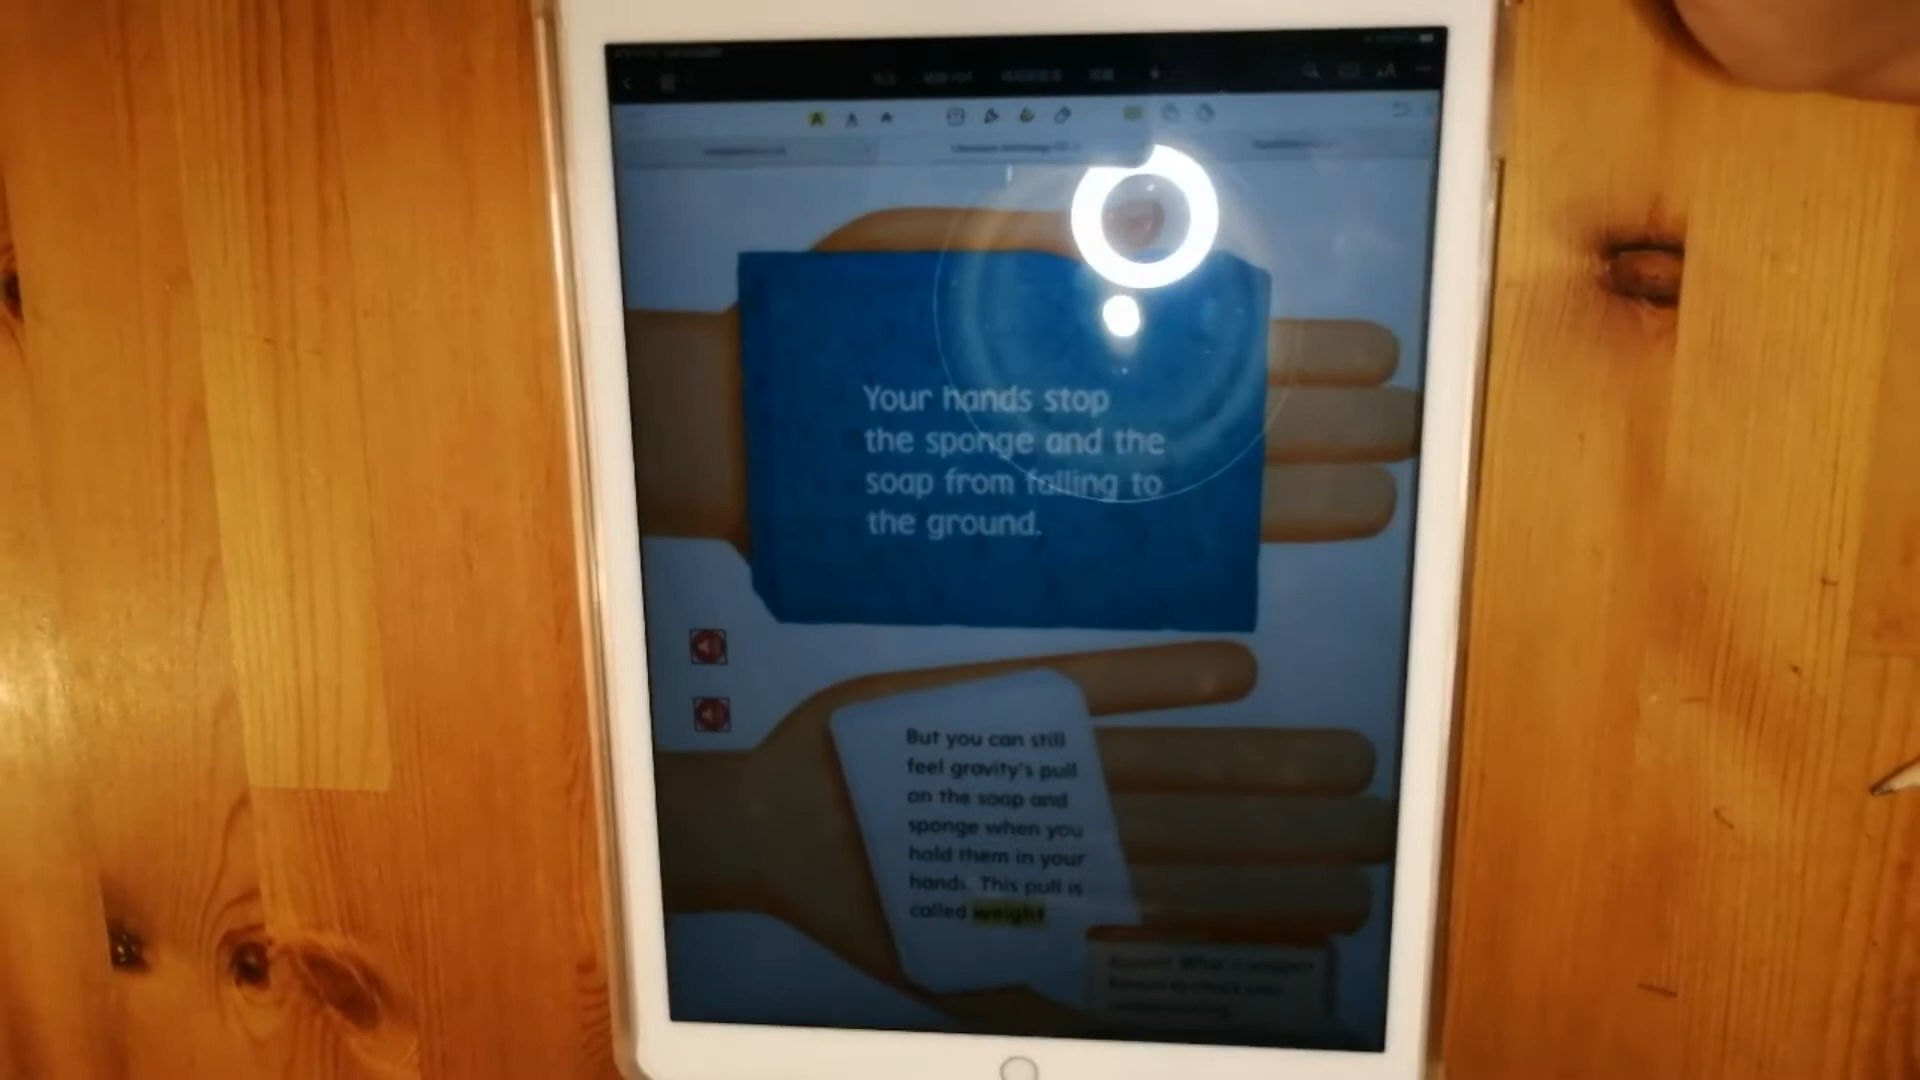 Your hands stop
the sponge and the
soap from falling to
the ground.
But you can still
feel gravity's pull
on the soap and
sponge when you
hold them in your
hands. This pull is
called weight